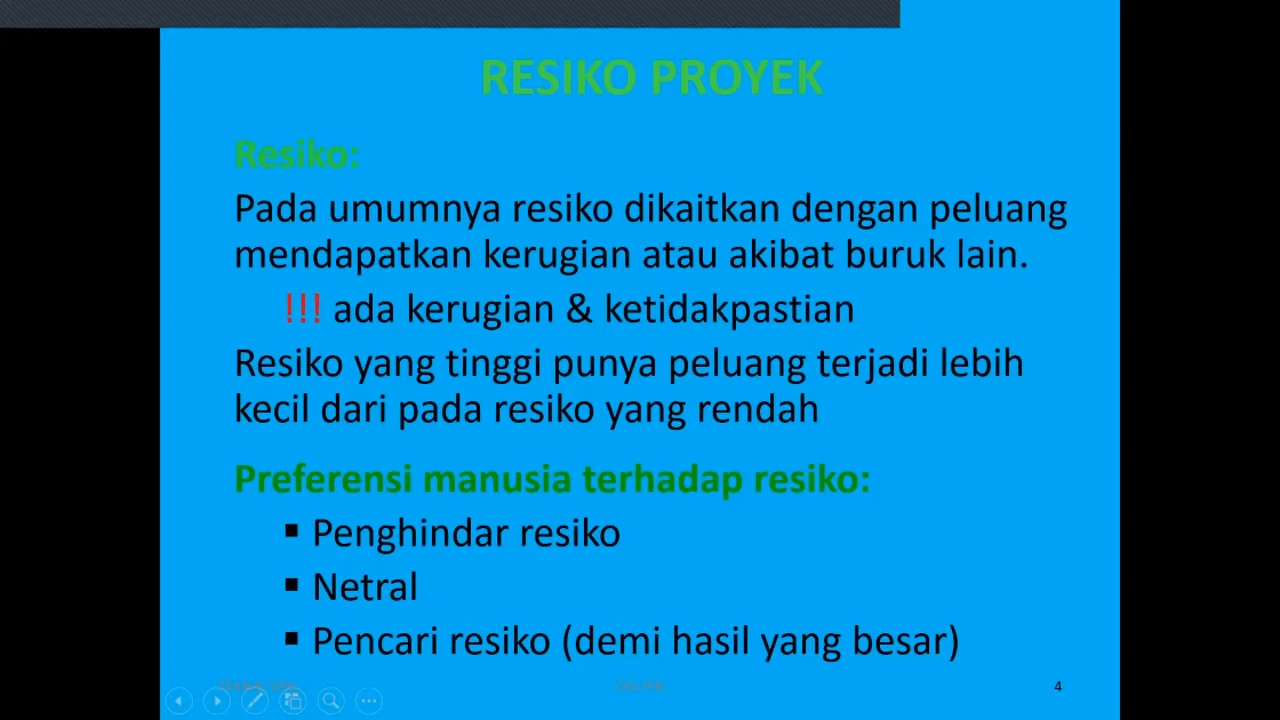 RESIKO PROYEK
Resiko:
Pada umumnya resiko dikaitkan dengan peluang
mendapatkan kerugian atau akibat buruk lain.
!!! ada kerugian & ketidakpastian
Resiko yang tinggi punya peluang terjadi lebih
kecil dari pada resiko yang rendah
Preferensi manusia terhadap resiko:
▪ Penghindar resiko
▪ Netral
▪ Pencari resiko (demi hasil yang besar)
4